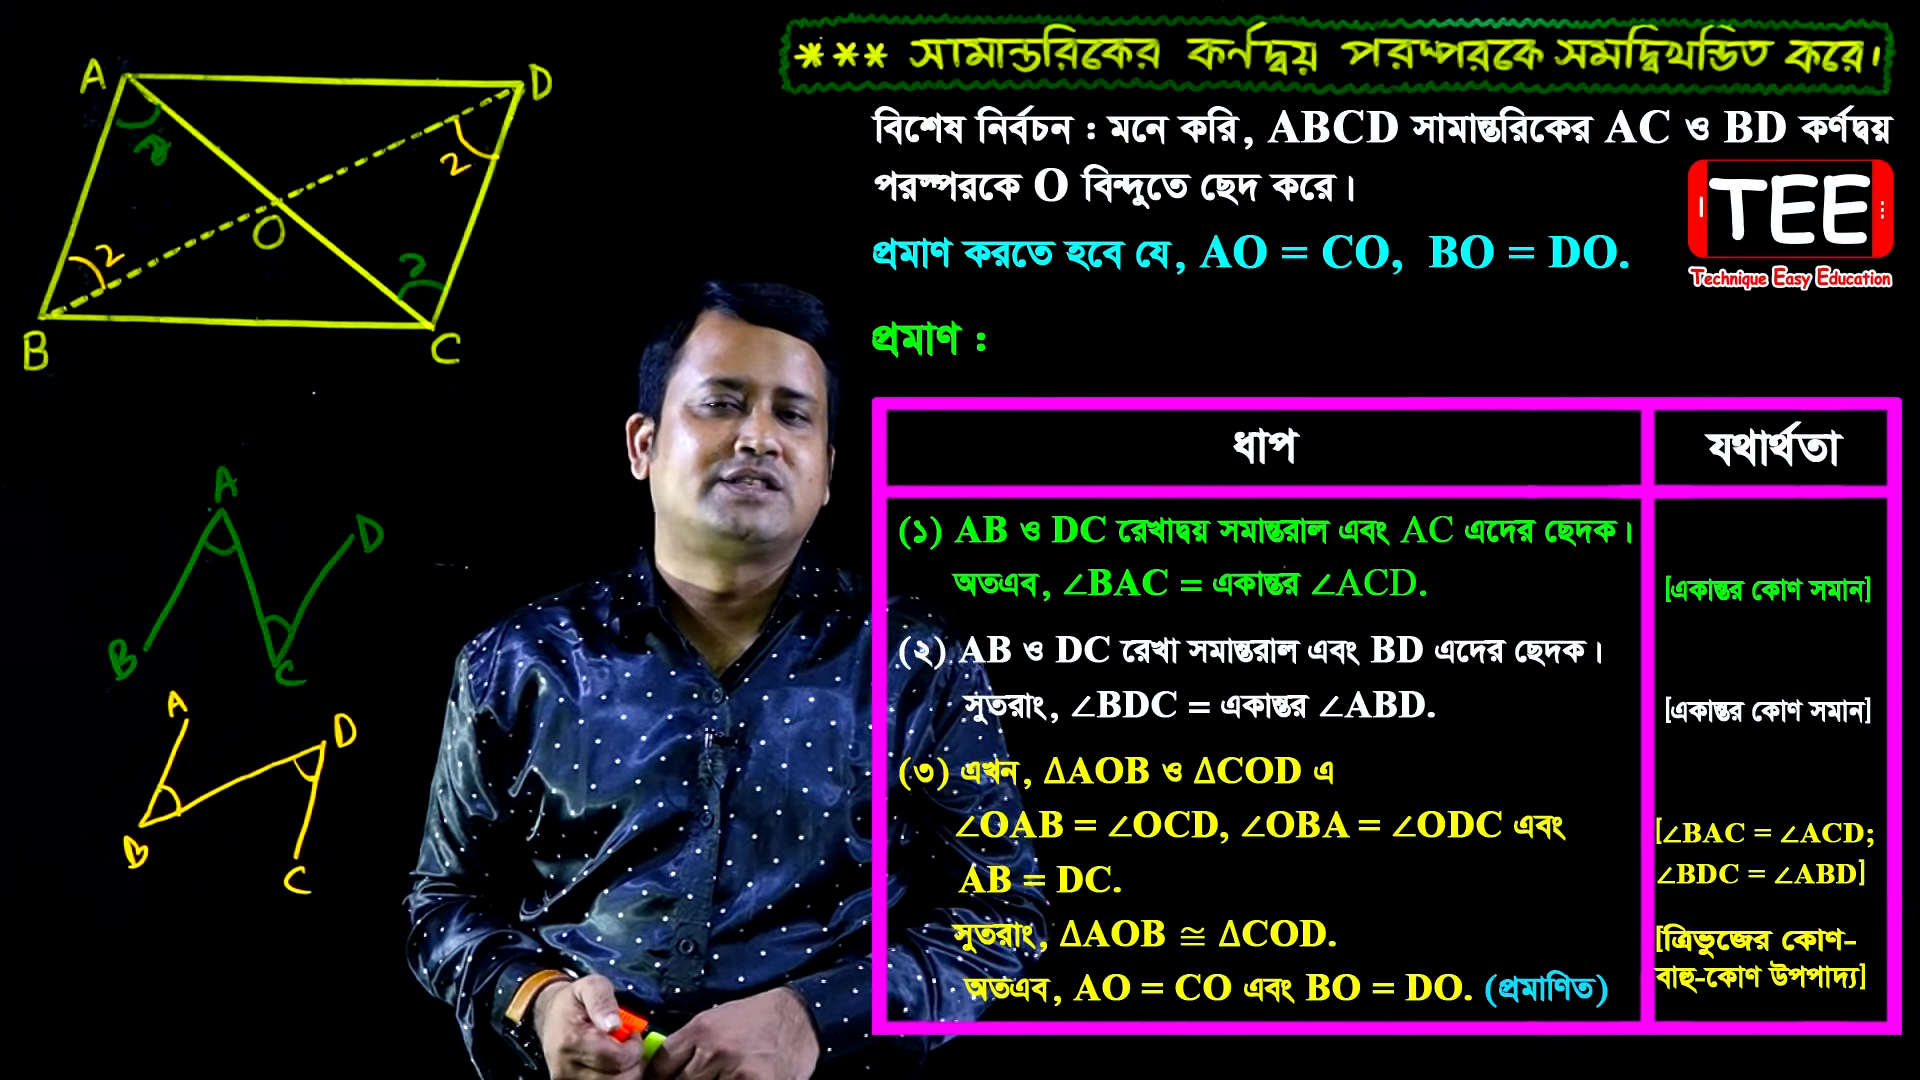 *** সামান্তরিকের কর্ণদ্বয় পরস্পরকে সমদ্বিখন্ডিত করে।
বিশেষ নির্বচন : মনে করি, ABCD সামান্তরিকের AC ও BD কর্ণদ্বয়
পরস্পরকে O বিন্দুতে ছেদ করে।
প্রমাণ করতে হবে যে, AO = CO, BO = DO.
TEE
Technique Easy Education
প্রমাণ :
ধাপ
যথার্থতা
(১) AB ও DC রেখাদ্বয় সমান্তরাল এবং AC এদের ছেদক।
অতএব, ∠BAC = একান্তর ∠ACD.
[একান্তর কোণ সমান]
(২) AB ও DC রেখা সমান্তরাল এবং BD এদের ছেদক।
সুতরাং, ∠BDC = একান্তর ∠ABD.
[একান্তর কোণ সমান]
(৩) এখন, ΔAOB ও ΔCOD এ
∠OAB = ∠OCD, ∠OBA = ∠ODC এবং
AB = DC.
[∠BAC = ∠ACD;
∠BDC = ∠ABD]
সুতরাং, ΔAOB ≅ ΔCOD.
[ত্রিভুজের কোণ-
বাহু-কোণ উপপাদ্য]
অতএব, AO = CO এবং BO = DO. (প্রমাণিত)
A
D
১
২
O
২
১
B
C
A
D
B
C
A
D
B
C